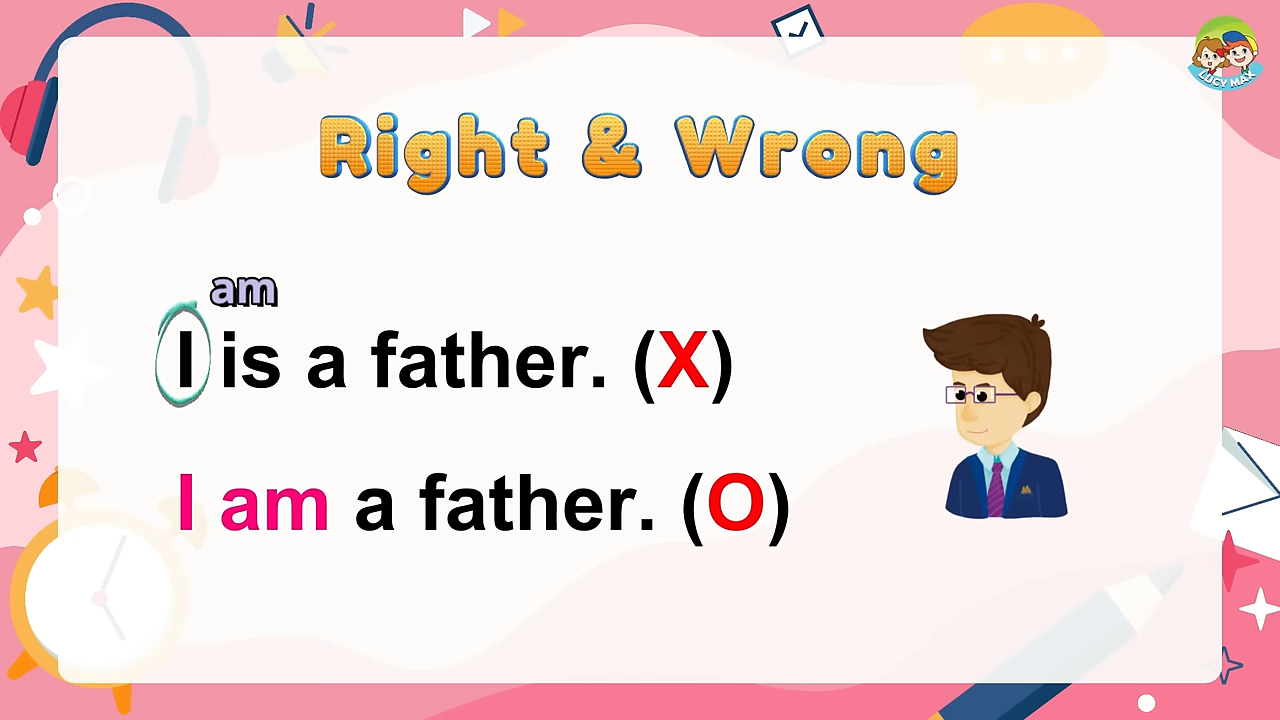 LUCY MAX
Right & Wrong
am
I is a father. (X)
I am a father. (O)